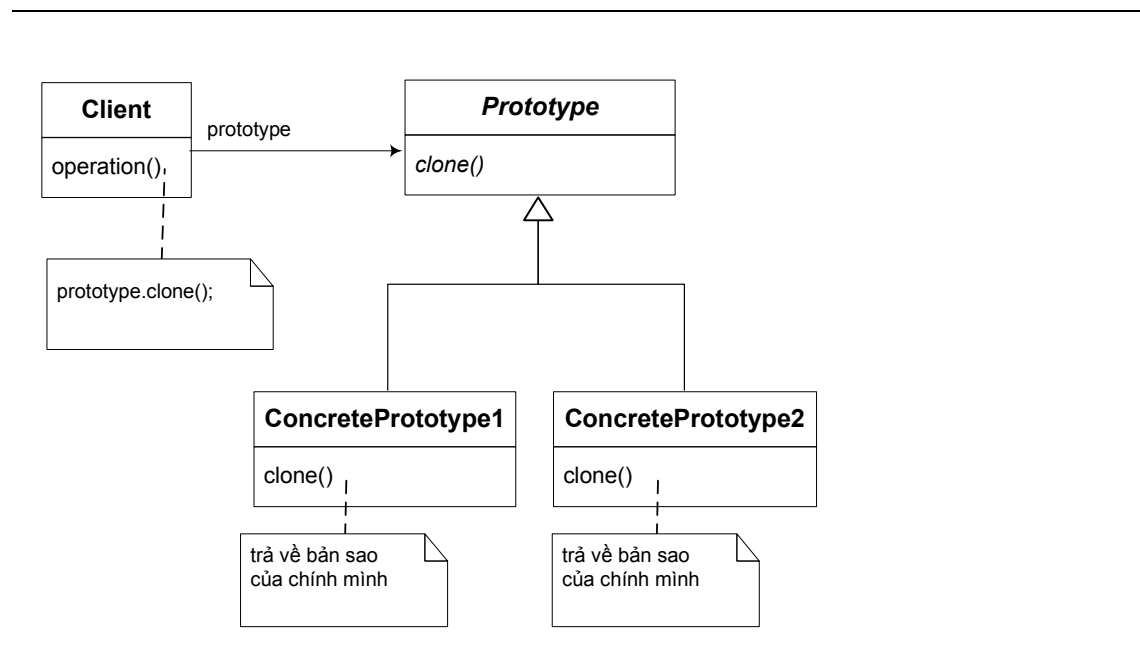 Client
operation()
prototype
Prototype
clone()
prototype.clone();
ConcretePrototype1
clone()
ConcretePrototype2
clone()
trả về bản sao
của chính mình
trả về bản sao
của chính mình